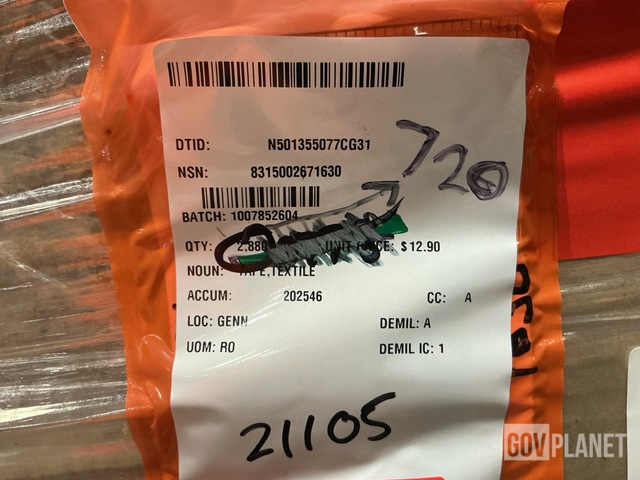 DTID: N501355077CG31
NSN: 8315002671630
720
BATCH: 1007852604
QTY: 2,880 UNIT PRICE: $12.90
NOUN: TAPE,TEXTILE
ACCUM: 202546 CC: A
LOC: GENN DEMIL: A
UOM: RO DEMIL IC: 1
21105
GOVPLANET